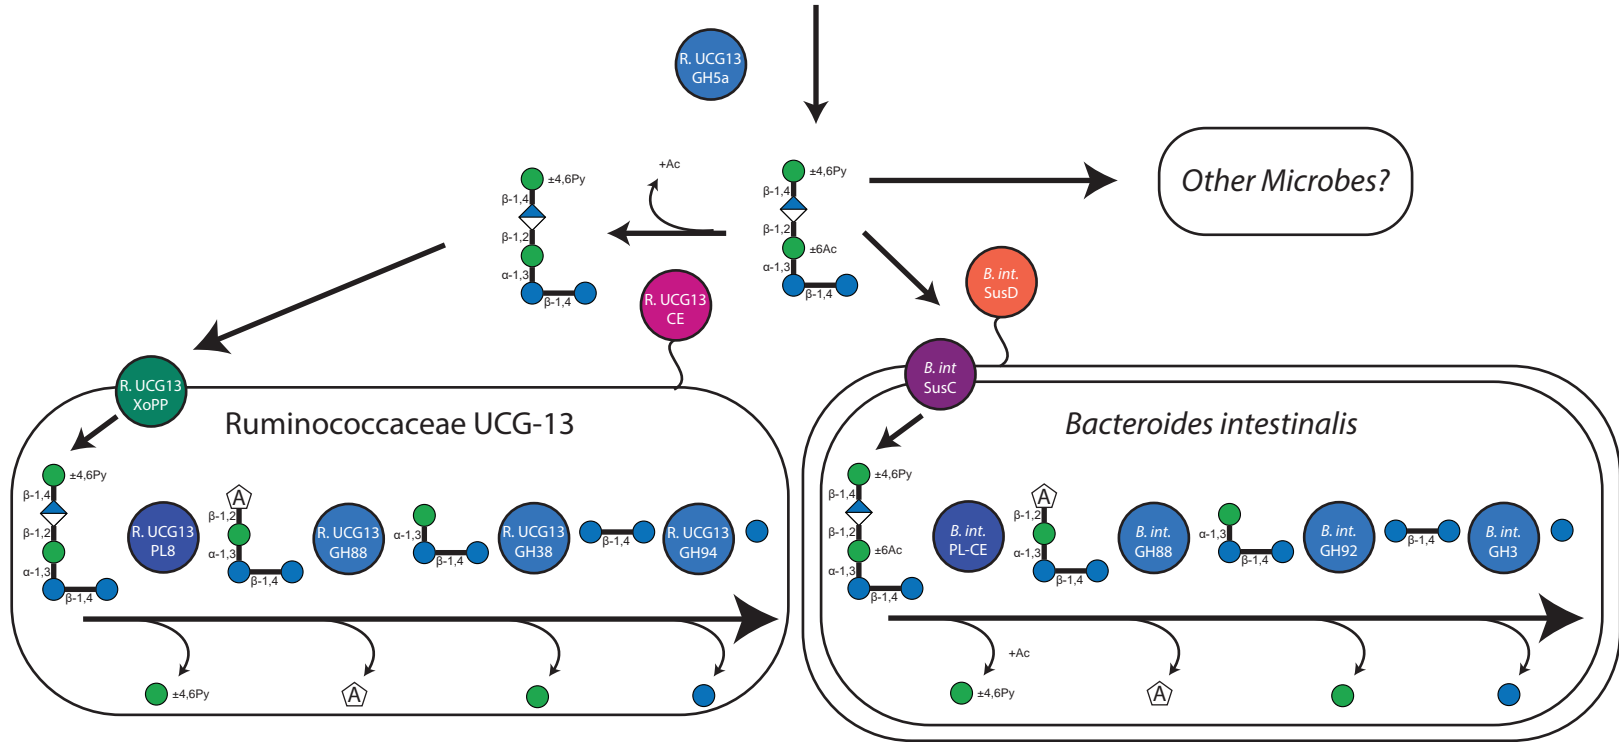 R. UCG13
GH5a
+Ac
±4,6Py
β-1,4
β-1,2
α-1,3
β-1,4
±4,6Py
β-1,4
β-1,2
±6Ac
α-1,3
β-1,4
Other Microbes?
R. UCG13
CE
B. int.
SusD
R. UCG13
XoPP
B. int
SusC
Ruminococcaceae UCG-13
±4,6Py
β-1,4
β-1,2
α-1,3
β-1,4
R. UCG13
PL8
A
β-1,2
α-1,3
β-1,4
R. UCG13
GH88
α-1,3
β-1,4
R. UCG13
GH38
β-1,4
R. UCG13
GH94
±4,6Py
A
Bacteroides intestinalis
±4,6Py
β-1,4
β-1,2
±6Ac
α-1,3
β-1,4
B. int.
PL-CE
A
β-1,2
α-1,3
β-1,4
B. int.
GH88
α-1,3
β-1,4
B. int.
GH92
β-1,4
B. int.
GH3
+Ac
±4,6Py
A